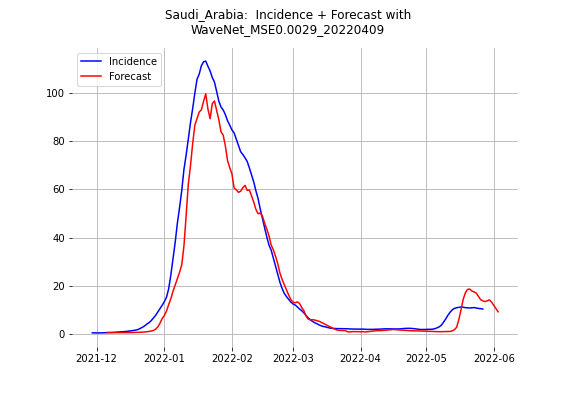 Saudi_Arabia:  Incidence + Forecast with
WaveNet_MSE0.0029_20220409
Incidence
Forecast
100
80
60
40
20
0
2021-12 2022-01 2022-02 2022-03 2022-04 2022-05 2022-06